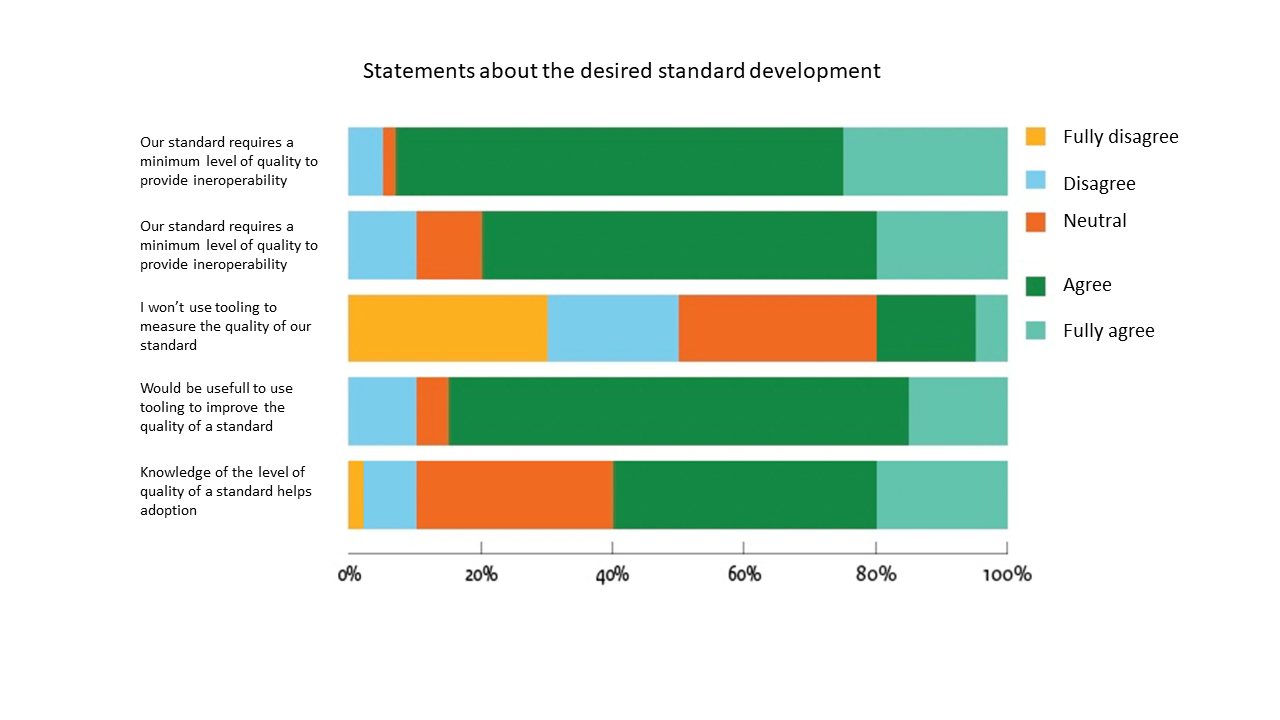 Statements about the desired standard development
Our standard requires a
minimum level of quality to
provide ineroperability
Our standard requires a
minimum level of quality to
provide ineroperability
I won't use tooling to
measure the quality of our
standard
Would be usefull to use
tooling to improve the
quality of a standard
Knowledge of the level of
quality of a standard helps
adoption
Fully disagree
Disagree
Neutral
Agree
Fully agree
0% 20% 40% 60% 80% 100%